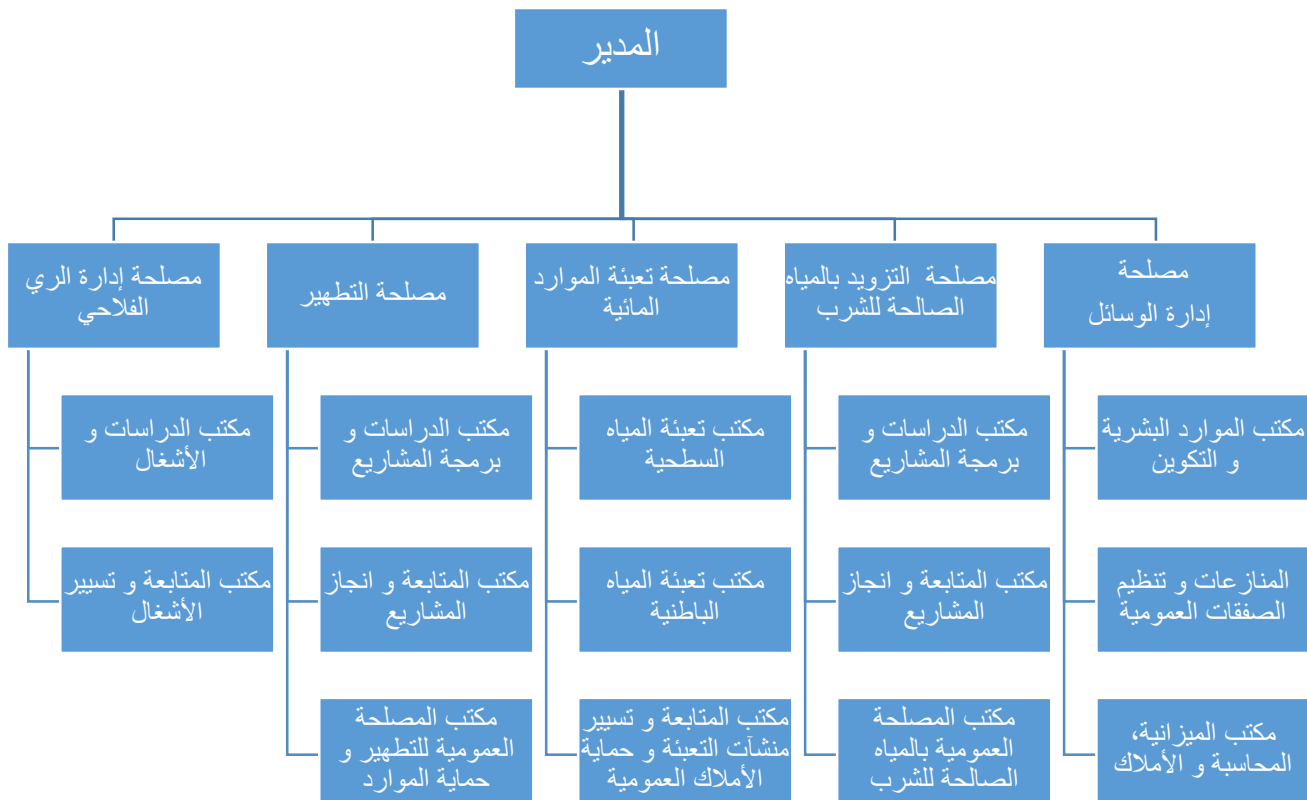 المدير
مصلحة
إدارة الوسائل
مصلحة التزويد بالمياه
الصالحة للشرب
مصلحة تعبئة الموارد
المائية
مصلحة التطهير
مصلحة إدارة الري
الفلاحي
مكتب الموارد البشرية
و التكوين
مكتب الدراسات و
برمجة المشاريع
مكتب تعبئة المياه
السطحية
مكتب الدراسات و
برمجة المشاريع
مكتب الدراسات و
الأشغال
المنازعات و تنظيم
الصفقات العمومية
مكتب المتابعة و انجاز
المشاريع
مكتب تعبئة المياه
الباطنية
مكتب المتابعة و انجاز
المشاريع
مكتب المتابعة و تسيير
الأشغال
مكتب الميزانية،
المحاسبة و الأملاك
مكتب المصلحة
العمومية بالمياه
الصالحة للشرب
مكتب المتابعة و تسيير
منشآت التعبئة و حماية
الأملاك العمومية
مكتب المصلحة
العمومية للتطهير و
حماية الموارد